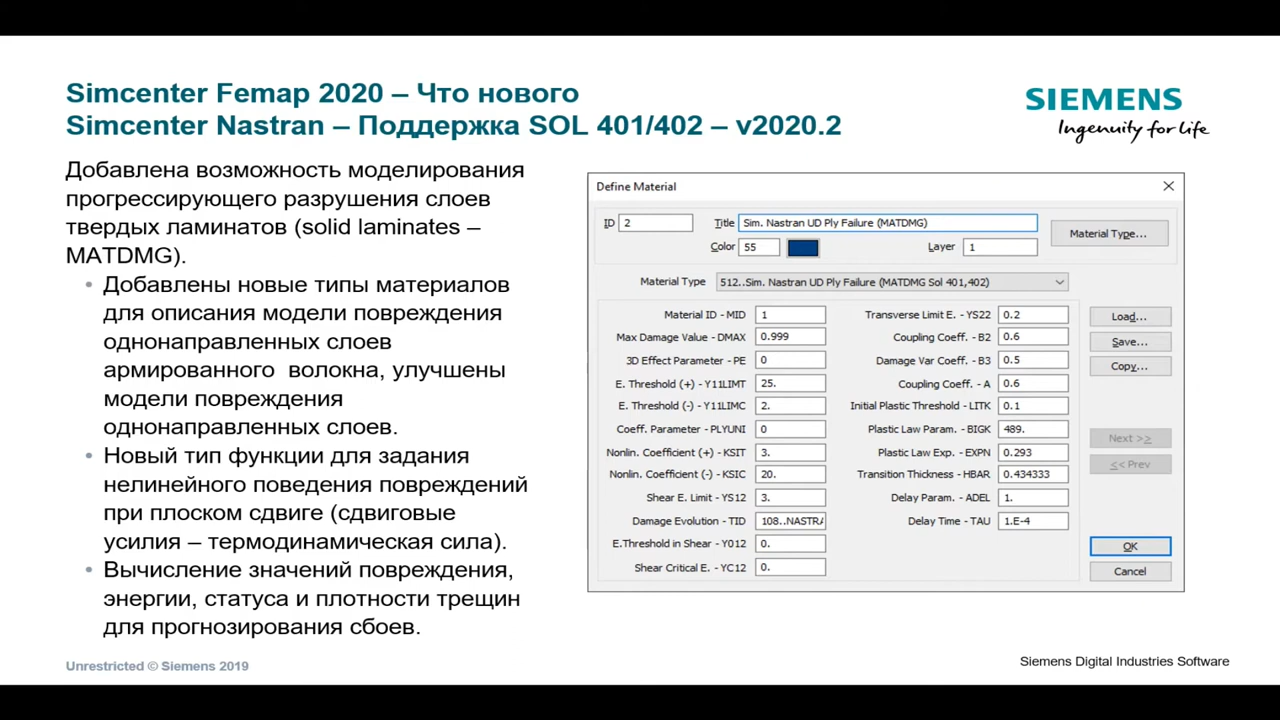 Simcenter Femap 2020 – Что нового
Simcenter Nastran – Поддержка SOL 401/402 – v2020.2
SIEMENS
Ingenuity for life
Добавлена возможность моделирования
прогрессирующего разрушения слоев
твердых ламинатов (solid laminates –
MATDMG).
• Добавлены новые типы материалов
для описания модели повреждения
однонаправленных слоев
армированного волокна, улучшены
модели повреждения
однонаправленных слоев.
• Новый тип функции для задания
нелинейного поведения повреждений
при плоском сдвиге (сдвиговые
усилия – термодинамическая сила).
• Вычисление значений повреждения,
энергии, статуса и плотности трещин
для прогнозирования сбоев.
Define Material
ID 2 Title Sim. Nastran UD Ply Failure (MATDMG) Material Type...
Color 55 Layer 1
Material Type 512..Sim. Nastran UD Ply Failure (MATDMG Sol 401,402)
Material ID - MID 1 Transverse Limit E. - YS22 0.2 Load...
Max Damage Value - DMAX 0.999 Coupling Coeff. - B2 0.6 Save...
3D Effect Parameter - PE 0 Damage Var Coeff. - B3 0.5 Copy...
E. Threshold (+) - Y11LIMT 25. Coupling Coeff. - A 0.6
E. Threshold (-) - Y11LIMC 2. Initial Plastic Threshold - LITK 0.1
Coeff. Parameter - PLYUNI 0 Plastic Law Param. - BIGK 489. Next >>
Nonlin. Coefficient (+) - KSIT 3. Plastic Law Exp. - EXPN 0.293 << Prev
Nonlin. Coefficient (-) - KSIC 20. Transition Thickness - HBAR 0.434333
Shear E. Limit - YS12 3. Delay Param. - ADEL 1.
Damage Evolution - TID 108..NASTRA Delay Time - TAU 1.E-4
E.Threshold in Shear - Y012 0. OK
Shear Critical E. - YC12 0. Cancel
Unrestricted © Siemens 2019
Siemens Digital Industries Software